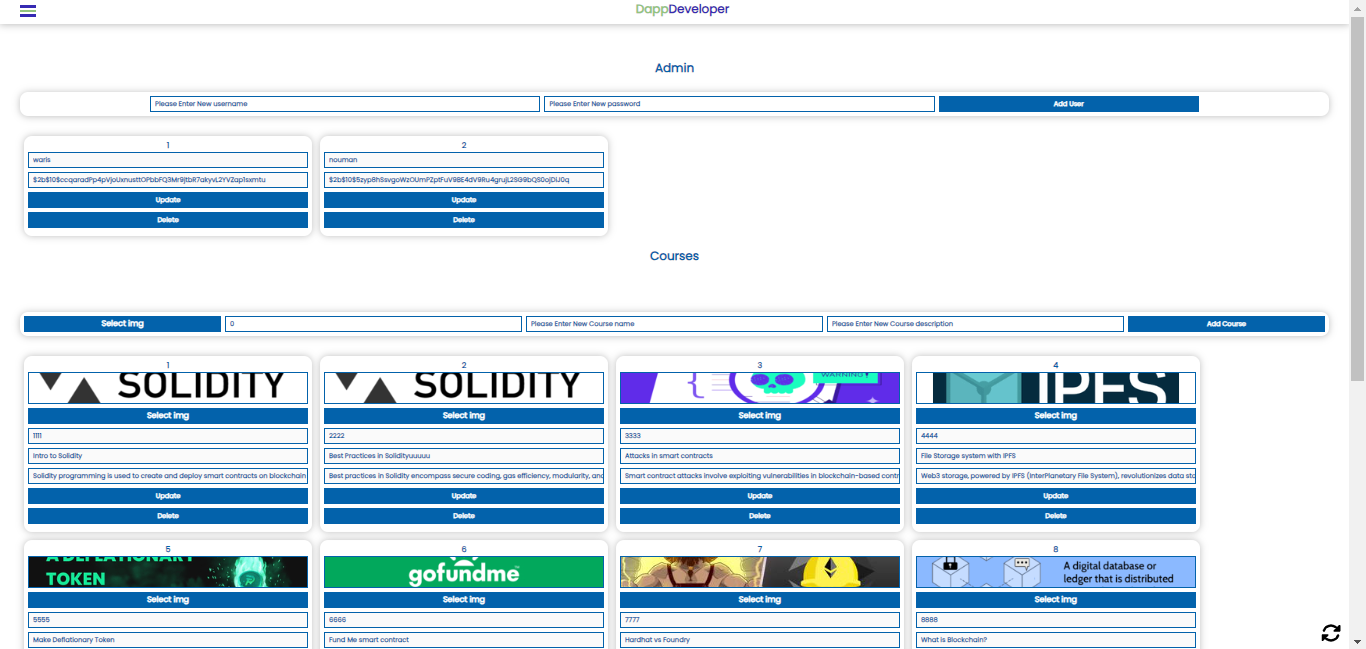 DappDeveloper
Admin
Please Enter New username
Please Enter New password
Add User
1
waris
Update
Delete
2
nouman
Update
Delete
Courses
Select img
0
Please Enter New Course name
Please Enter New Course description
Add Course
1
SOLIDITY
Select img
1111
Intro to Solidity
Solidity programming is used to create and deploy smart contracts on blockchain
Update
Delete
2
SOLIDITY
Select img
2222
Best Practices in Solidityuuuuu
Best practices in Solidity encompass secure coding, gas efficiency, modularity, and
Update
Delete
3
WARNING
Select img
3333
Attacks in smart contracts
Smart contract attacks involve exploiting vulnerabilities in blockchain-based contr
Update
Delete
4
IPFS
Select img
4444
File Storage system with IPFS
Web3 storage, powered by IPFS (InterPlanetary File System), revolutionizes data sto
Update
Delete
5
A DEFLATIONARY
TOKEN
Select img
5555
Make Deflationary Token
6
gofundme
Select img
6666
Fund Me smart contract
7
Select img
7777
Hardhat vs Foundry
8
A digital database or
ledger that is distributed
Select img
8888
What is Blockchain?